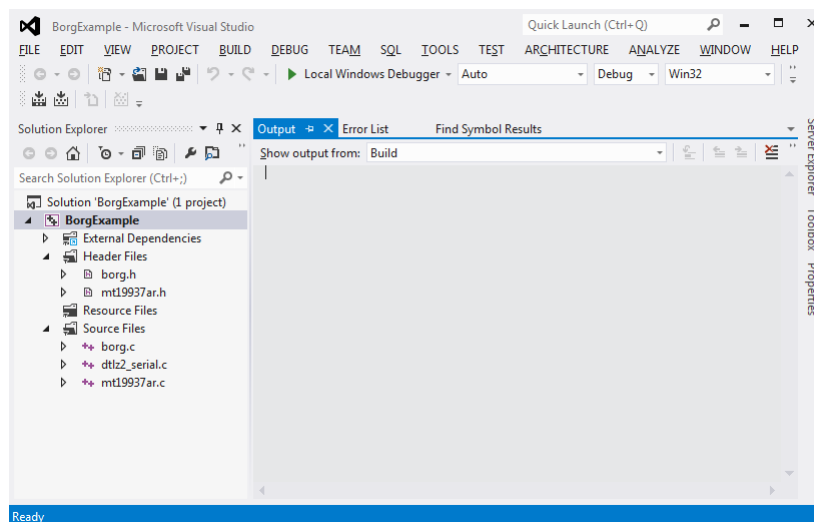 BorgExample - Microsoft Visual Studio
Quick Launch (Ctrl+Q)
FILE EDIT VIEW PROJECT BUILD DEBUG TEAM SQL TOOLS TEST ARCHITECTURE ANALYZE WINDOW HELP
Local Windows Debugger Auto Debug Win32
Solution Explorer
Output Error List Find Symbol Results
Show output from: Build
Search Solution Explorer (Ctrl+;)
Solution 'BorgExample' (1 project)
BorgExample
External Dependencies
Header Files
borg.h
mt19937ar.h
Resource Files
Source Files
borg.c
dtlz2_serial.c
mt19937ar.c
Server Explorer
Toolbox
Properties
Ready